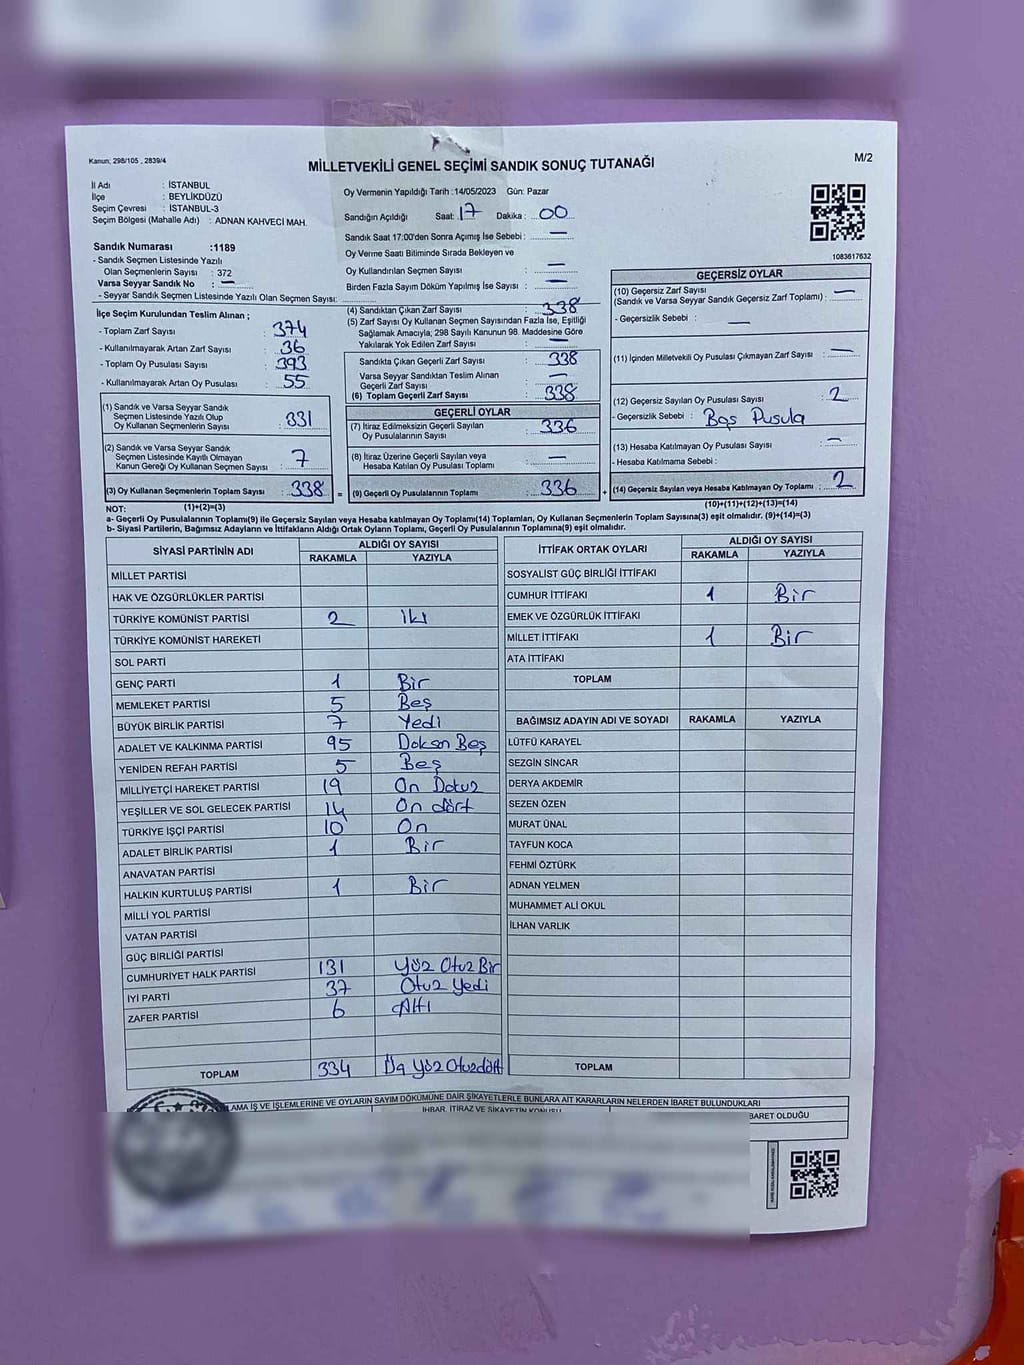 Kanun; 298/105 , 2839/4
MİLLETVEKİLİ GENEL SEÇİMİ SANDIK SONUÇ TUTANAĞI
M/2
İl Adı : İSTANBUL
İlçe : BEYLİKDÜZÜ
Seçim Çevresi : İSTANBUL-3
Seçim Bölgesi (Mahalle Adı) : ADNAN KAHVECİ MAH.
Sandık Numarası :1189
- Sandık Seçmen Listesinde Yazılı
Olan Seçmenlerin Sayısı : 372
Varsa Seyyar Sandık No : —
- Seyyar Sandık Seçmen Listesinde Yazılı Olan Seçmen Sayısı:
Oy Vermenin Yapıldığı Tarih :14/05/2023 Gün: Pazar
Sandığın Açıldığı Saat: 17 Dakika : 00
Sandık Saat 17:00'den Sonra Açımış İse Sebebi : —
Oy Verme Saati Bitiminde Sırada Bekleyen ve
Oy Kullandırılan Seçmen Sayısı : —
Birden Fazla Sayım Döküm Yapılmış İse Sayısı : —
1083617632
İlçe Seçim Kurulundan Teslim Alınan ;
- Toplam Zarf Sayısı : 374
- Kullanılmayarak Artan Zarf Sayısı : 36
- Toplam Oy Pusulası Sayısı : 393
- Kullanılmayarak Artan Oy Pusulası : 55
(1) Sandık ve Varsa Seyyar Sandık
Seçmen Listesinde Yazılı Olup
Oy Kullanan Seçmenlerin Sayısı : 331
(2) Sandık ve Varsa Seyyar Sandık
Seçmen Listesinde Kayıtlı Olmayan
Kanun Gereği Oy Kullanan Seçmen Sayısı : 7
(3) Oy Kullanan Seçmenlerin Toplam Sayısı : 338 =
(4) Sandıktan Çıkan Zarf Sayısı : 338
(5) Zarf Sayısı Oy Kullanan Seçmen Sayısından Fazla İse, Eşitliği
Sağlamak Amacıyla; 298 Sayılı Kanunun 98. Maddesine Göre
Yakılarak Yok Edilen Zarf Sayısı : —
Sandıkta Çıkan Geçerli Zarf Sayısı : 338
Varsa Seyyar Sandıktan Teslim Alınan
Geçerli Zarf Sayısı : —
(6) Toplam Geçerli Zarf Sayısı : 338
GEÇERLİ OYLAR
(7) İtiraz Edilmeksizin Geçerli Sayılan
Oy Pusulalarının Sayısı : 336
(8) İtiraz Üzerine Geçerli Sayılan veya
Hesaba Katılan Oy Pusulası Toplamı : —
(9) Geçerli Oy Pusulalarının Toplamı : 336 +
GEÇERSİZ OYLAR
(10) Geçersiz Zarf Sayısı
(Sandık ve Varsa Seyyar Sandık Geçersiz Zarf Toplamı) : —
- Geçersizlik Sebebi : —
(11) İçinden Milletvekili Oy Pusulası Çıkmayan Zarf Sayısı : —
(12) Geçersiz Sayılan Oy Pusulası Sayısı : 2
- Geçersizlik Sebebi : Boş Pusula
(13) Hesaba Katılmayan Oy Pusulası Sayısı : —
- Hesaba Katılmama Sebebi :
(14) Geçersiz Sayılan veya Hesaba Katılmayan Oy Toplamı : 2
NOT: (1)+(2)=(3) (10)+(11)+(12)+(13)=(14)
a- Geçerli Oy Pusulalarının Toplamı(9) ile Geçersiz Sayılan veya Hesaba katılmayan Oy Toplamı(14) Toplamları, Oy Kullanan Seçmenlerin Toplam Sayısına(3) eşit olmalıdır. (9)+(14)=(3)
b- Siyasi Partilerin, Bağımsız Adayların ve İttifakların Aldığı Ortak Oyların Toplamı, Geçerli Oy Pusulalarının Toplamına(9) eşit olmalıdır.
SİYASİ PARTİNİN ADI ALDIĞI OY SAYISI
RAKAMLA YAZIYLA
MİLLET PARTİSİ
HAK VE ÖZGÜRLÜKLER PARTİSİ
TÜRKİYE KOMÜNİST PARTİSİ 2 İki
TÜRKİYE KOMÜNİST HAREKETİ
SOL PARTİ
GENÇ PARTİ 1 Bir
MEMLEKET PARTİSİ 5 Beş
BÜYÜK BİRLİK PARTİSİ 7 Yedi
ADALET VE KALKINMA PARTİSİ 95 Doksan Beş
YENİDEN REFAH PARTİSİ 5 Beş
MİLLİYETÇİ HAREKET PARTİSİ 19 On Dokuz
YEŞİLLER VE SOL GELECEK PARTİSİ 14 On dört
TÜRKİYE İŞÇİ PARTİSİ 10 On
ADALET BİRLİK PARTİSİ 1 Bir
ANAVATAN PARTİSİ
HALKIN KURTULUŞ PARTİSİ 1 Bir
MİLLİ YOL PARTİSİ
VATAN PARTİSİ
GÜÇ BİRLİĞİ PARTİSİ
CUMHURİYET HALK PARTİSİ 131 Yüz Otuz Bir
İYİ PARTİ 37 Otuz Yedi
ZAFER PARTİSİ 6 Altı
TOPLAM 334 Üç Yüz Otuzdört
İTTİFAK ORTAK OYLARI ALDIĞI OY SAYISI
RAKAMLA YAZIYLA
SOSYALİST GÜÇ BİRLİĞİ İTTİFAKI
CUMHUR İTTİFAKI 1 Bir
EMEK VE ÖZGÜRLÜK İTTİFAKI
MİLLET İTTİFAKI 1 Bir
ATA İTTİFAKI
TOPLAM
BAĞIMSIZ ADAYIN ADI VE SOYADI RAKAMLA YAZIYLA
LÜTFÜ KARAYEL
SEZGİN SİNCAR
DERYA AKDEMİR
SEZEN ÖZEN
MURAT ÜNAL
TAYFUN KOCA
FEHMİ ÖZTÜRK
ADNAN YELMEN
MUHAMMET ALİ OKUL
İLHAN VARLIK
TOPLAM
LAMA İŞ VE İŞLEMLERİNE VE OYLARIN SAYIM DÖKÜMÜNE DAİR ŞİKAYETLERLE BUNLARA AİT KARARLARIN NELERDEN İBARET BULUNDUKLARI
İHBAR, İTİRAZ VE ŞİKAYETİN KONUSU
BARET OLDUĞU